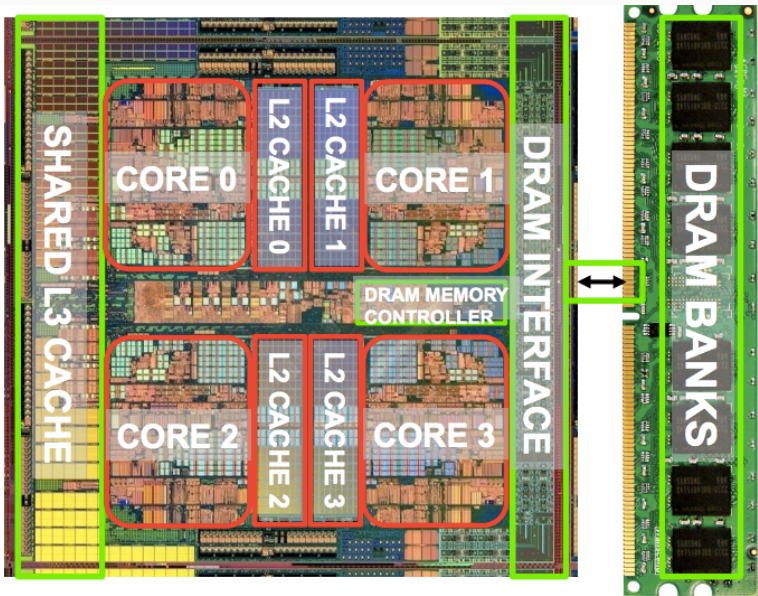 SHARED L3 CACHE
CORE 0
L2 CACHE 0
L2 CACHE 1
CORE 1
DRAM INTERFACE
DRAM BANKS
DRAM MEMORY
CONTROLLER
CORE 2
L2 CACHE 2
L2 CACHE 3
CORE 3